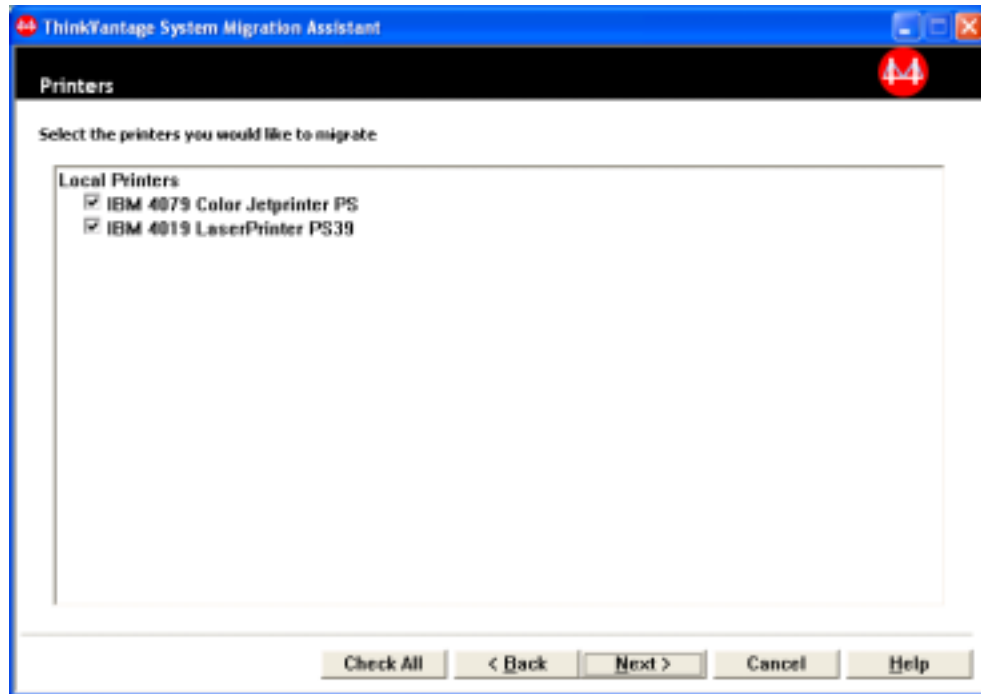 ThinkVantage System Migration Assistant
Printers
Select the printers you would like to migrate
Local Printers
IBM 4079 Color Jetprinter PS
IBM 4019 LaserPrinter PS39
Check All < Back Next > Cancel Help